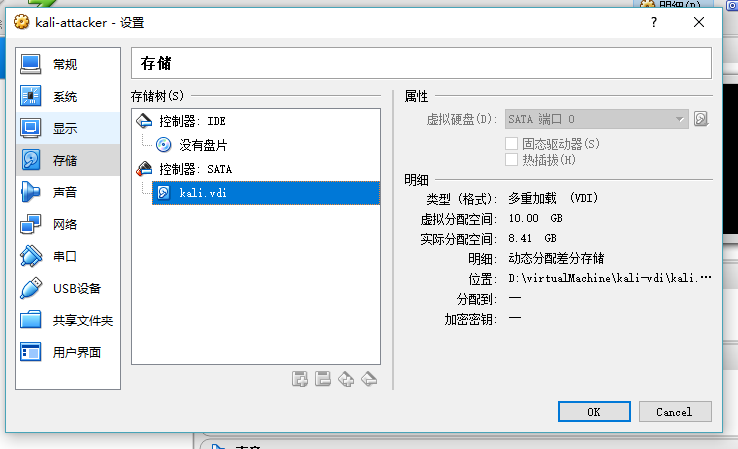 明细(D)
kali-attacker - 设置
常规
系统
显示
存储
声音
网络
串口
USB设备
共享文件夹
用户界面
存储
存储树(S)
控制器: IDE
没有盘片
控制器: SATA
kali.vdi
属性
虚拟硬盘(D): SATA 端口 0
固态驱动器(S)
热插拔(H)
明细
类型 (格式): 多重加载 (VDI)
虚拟分配空间: 10.00 GB
实际分配空间: 8.41 GB
明细: 动态分配差分存储
位置: D:\virtualMachine\kali-vdi\kali.…
分配到: —
加密密钥: —
OK
Cancel